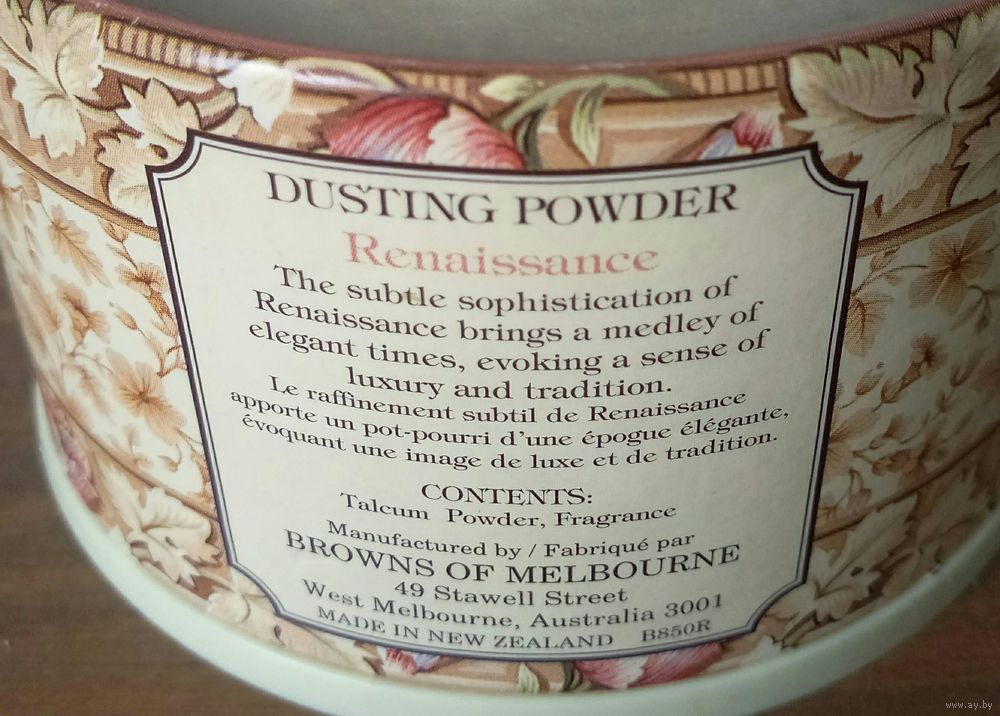 DUSTING POWDER
Renaissance
The subtle sophistication of
Renaissance brings a medley of
elegant times, evoking a sense of
luxury and tradition.
Le raffinement subtil de Renaissance
apporte un pot-pourri d'une épogue élégante,
évoquant une image de luxe et de tradition.
CONTENTS:
Talcum Powder, Fragrance
Manufactured by / Fabriqué par
BROWNS OF MELBOURNE
49 Stawell Street
West Melbourne, Australia 3001
MADE IN NEW ZEALAND B850R
www.ay.by